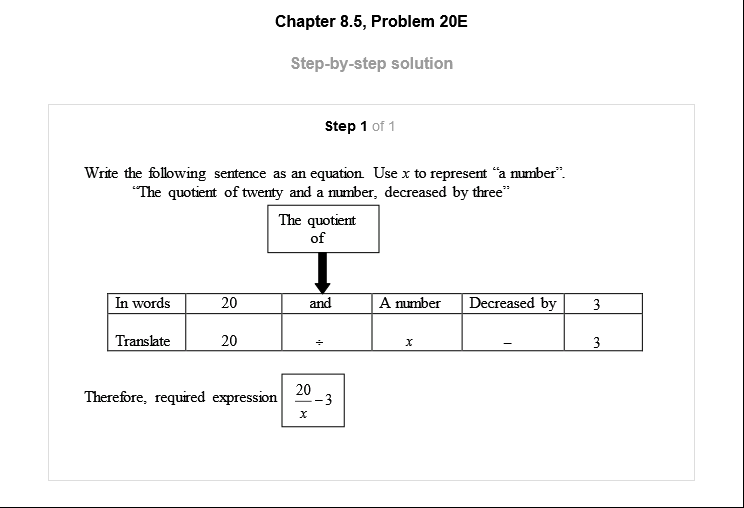 Chapter 8.5, Problem 20E
Step-by-step solution
Step 1 of 1
Write the following sentence as an equation. Use x to represent “a number”.
“The quotient of twenty and a number, decreased by three”
The quotient
of
In words 20 and A number Decreased by 3
Translate 20 ÷ x – 3
Therefore, required expression 20/x – 3